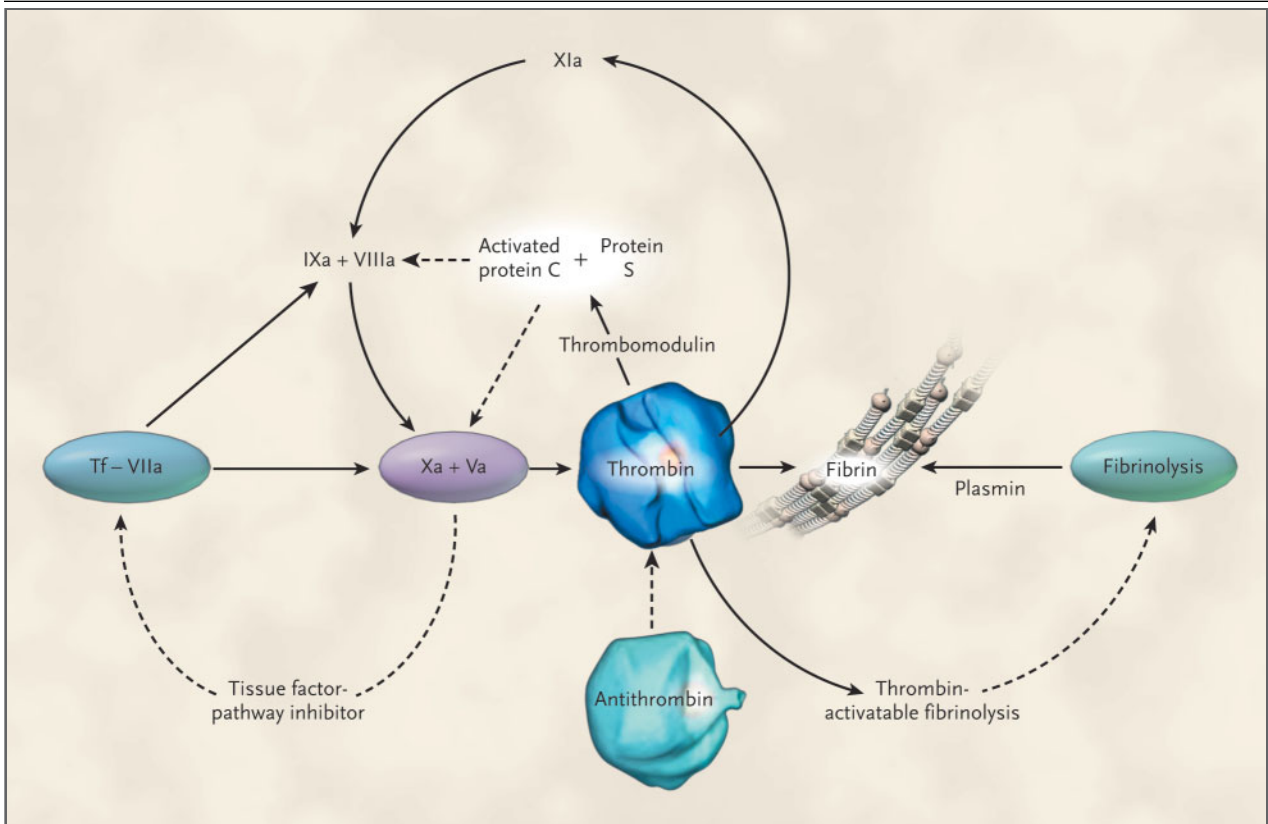 XIa
IXa + VIIIa
Activated
protein C
+
Protein
S
Thrombomodulin
Tf – VIIa
Xa + Va
Thrombin
Fibrin
Plasmin
Fibrinolysis
Tissue factor-
pathway inhibitor
Antithrombin
Thrombin-
activatable fibrinolysis